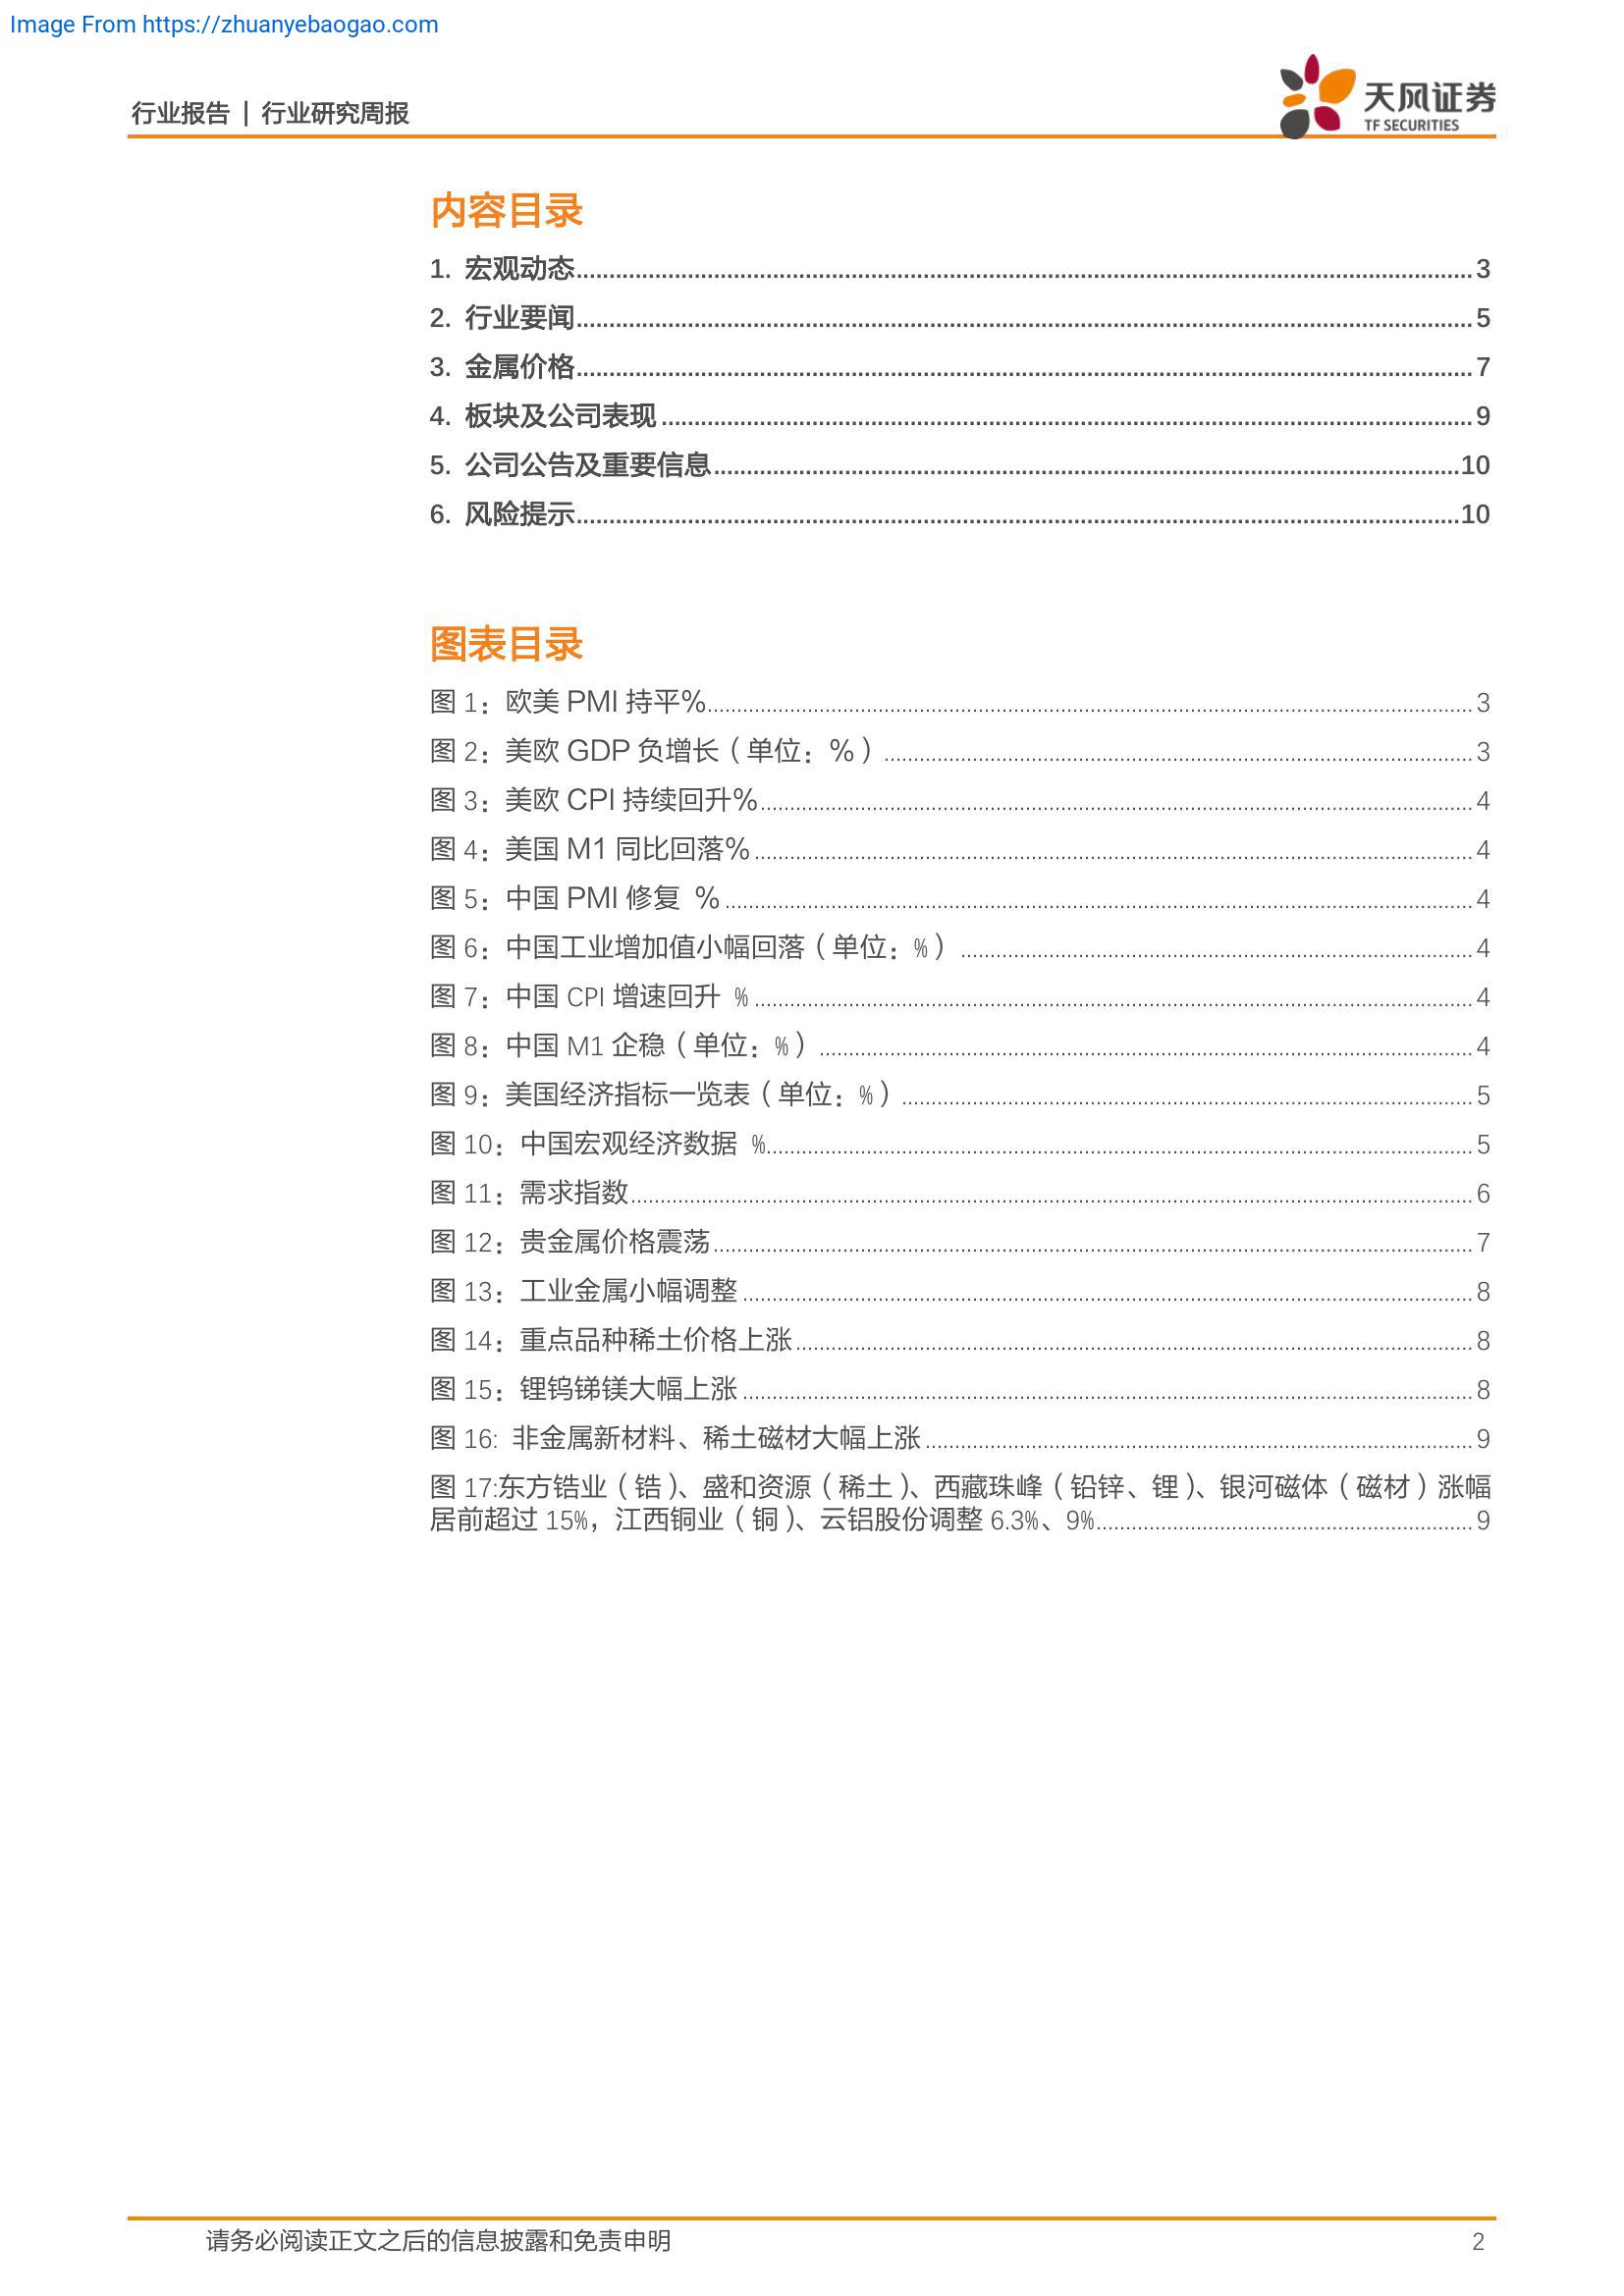 Image From https://zhuanyebaogao.com
行业报告 | 行业研究周报
天风证券
TF SECURITIES
内容目录
1. 宏观动态 3
2. 行业要闻 5
3. 金属价格 7
4. 板块及公司表现 9
5. 公司公告及重要信息 10
6. 风险提示 10
图表目录
图 1：欧美 PMI 持平% 3
图 2：美欧 GDP 负增长（单位：%） 3
图 3：美欧 CPI 持续回升% 4
图 4：美国 M1 同比回落% 4
图 5：中国 PMI 修复 % 4
图 6：中国工业增加值小幅回落（单位：%） 4
图 7：中国 CPI 增速回升 % 4
图 8：中国 M1 企稳（单位：%） 4
图 9：美国经济指标一览表（单位：%） 5
图 10：中国宏观经济数据 % 5
图 11：需求指数 6
图 12：贵金属价格震荡 7
图 13：工业金属小幅调整 8
图 14：重点品种稀土价格上涨 8
图 15：锂钨锑镁大幅上涨 8
图 16: 非金属新材料、稀土磁材大幅上涨 9
图 17:东方锆业（锆）、盛和资源（稀土）、西藏珠峰（铅锌、锂）、银河磁体（磁材）涨幅
居前超过 15%，江西铜业（铜）、云铝股份调整 6.3%、9% 9
请务必阅读正文之后的信息披露和免责申明 2